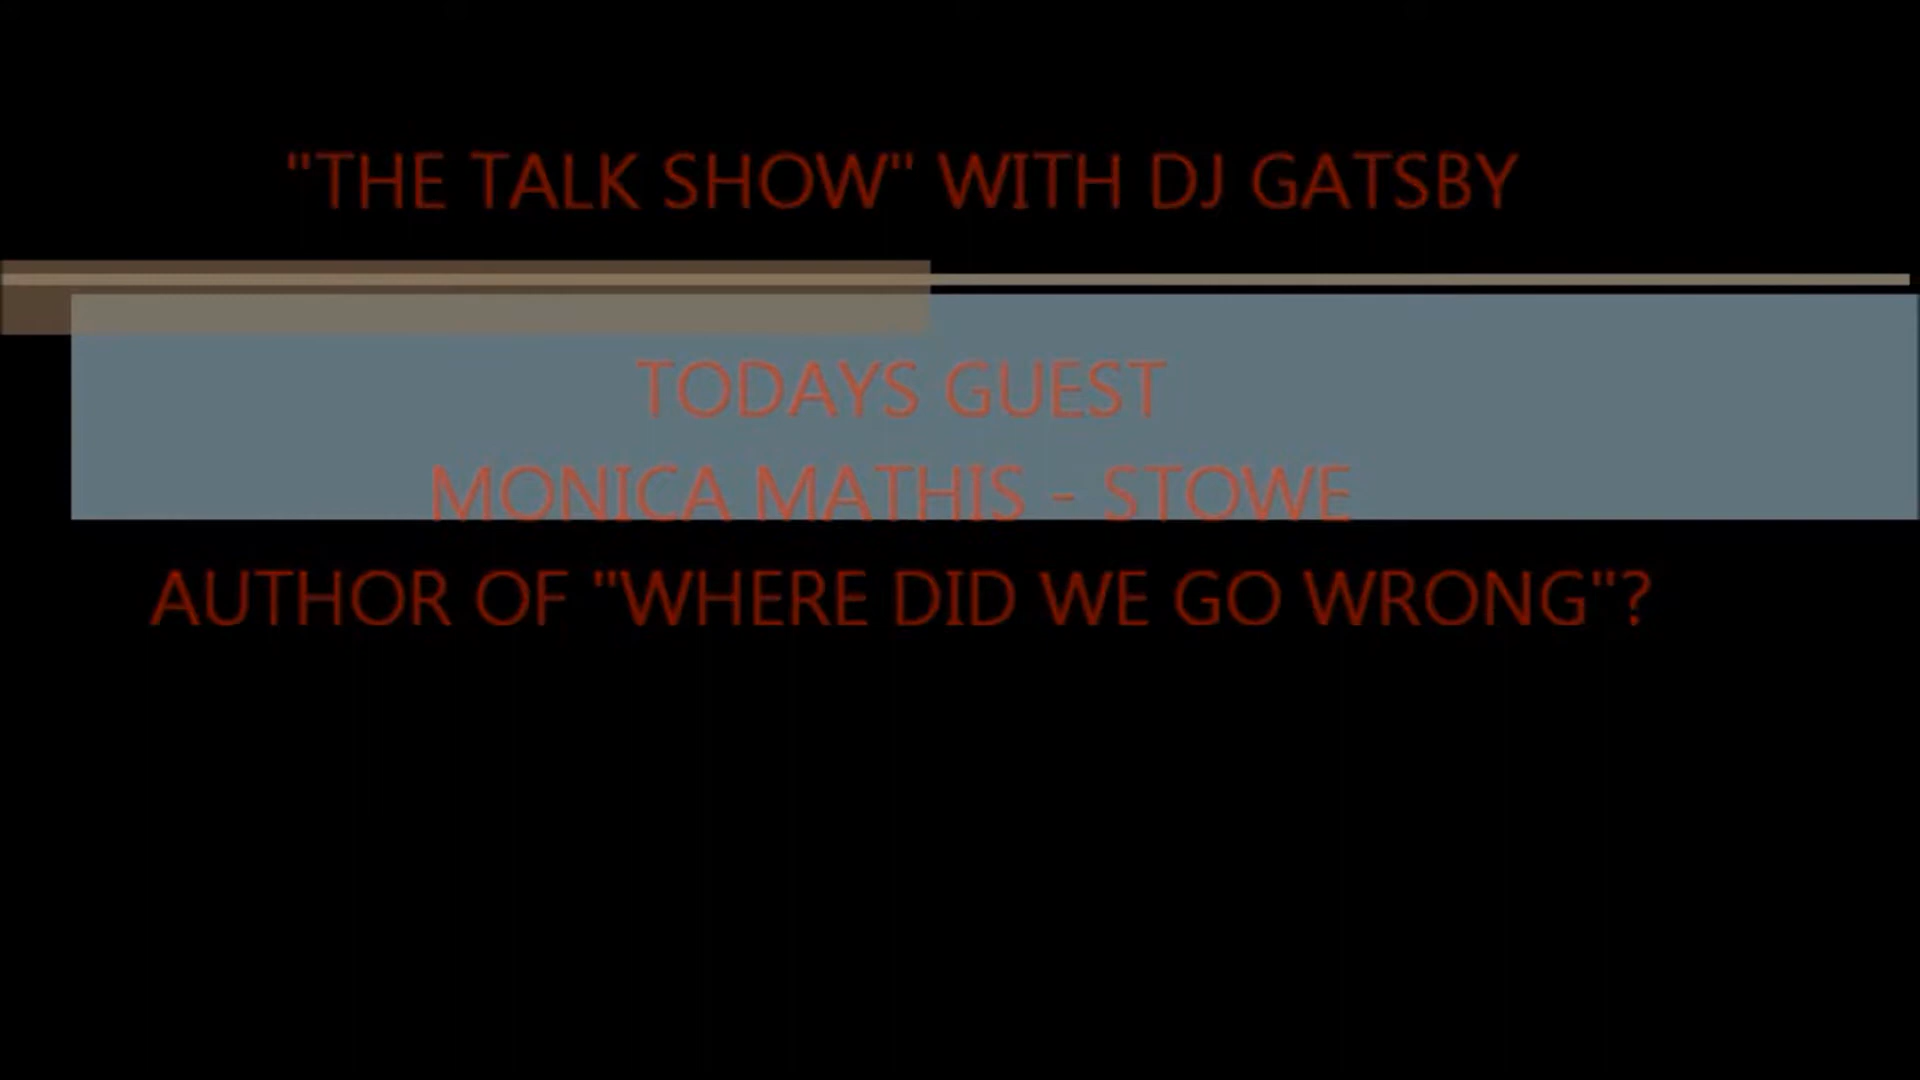 "THE TALK SHOW" WITH DJ GATSBY
TODAYS GUEST
MONICA MATHIS - STOWE
AUTHOR OF "WHERE DID WE GO WRONG"?